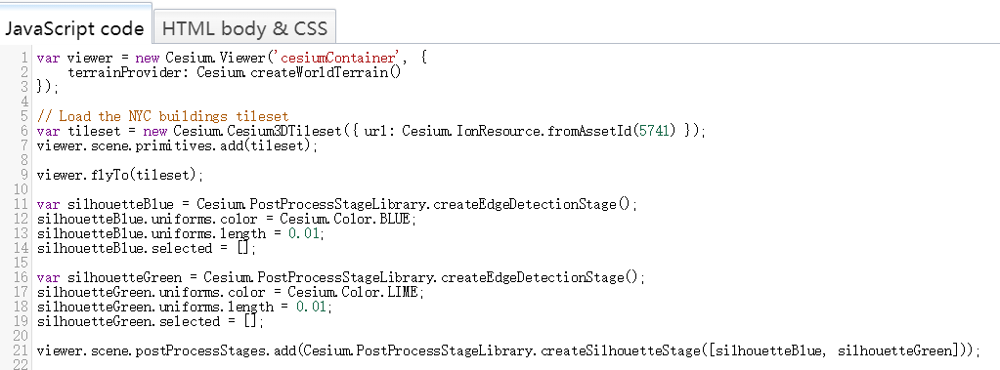 JavaScript code
HTML body & CSS
1 var viewer = new Cesium.Viewer('cesiumContainer', {
2     terrainProvider: Cesium.createWorldTerrain()
3 });
4
5 // Load the NYC buildings tileset
6 var tileset = new Cesium.Cesium3DTileset({ url: Cesium.IonResource.fromAssetId(5741) });
7 viewer.scene.primitives.add(tileset);
8
9 viewer.flyTo(tileset);
10
11 var silhouetteBlue = Cesium.PostProcessStageLibrary.createEdgeDetectionStage();
12 silhouetteBlue.uniforms.color = Cesium.Color.BLUE;
13 silhouetteBlue.uniforms.length = 0.01;
14 silhouetteBlue.selected = [];
15
16 var silhouetteGreen = Cesium.PostProcessStageLibrary.createEdgeDetectionStage();
17 silhouetteGreen.uniforms.color = Cesium.Color.LIME;
18 silhouetteGreen.uniforms.length = 0.01;
19 silhouetteGreen.selected = [];
20
21 viewer.scene.postProcessStages.add(Cesium.PostProcessStageLibrary.createSilhouetteStage([silhouetteBlue, silhouetteGreen]));
22